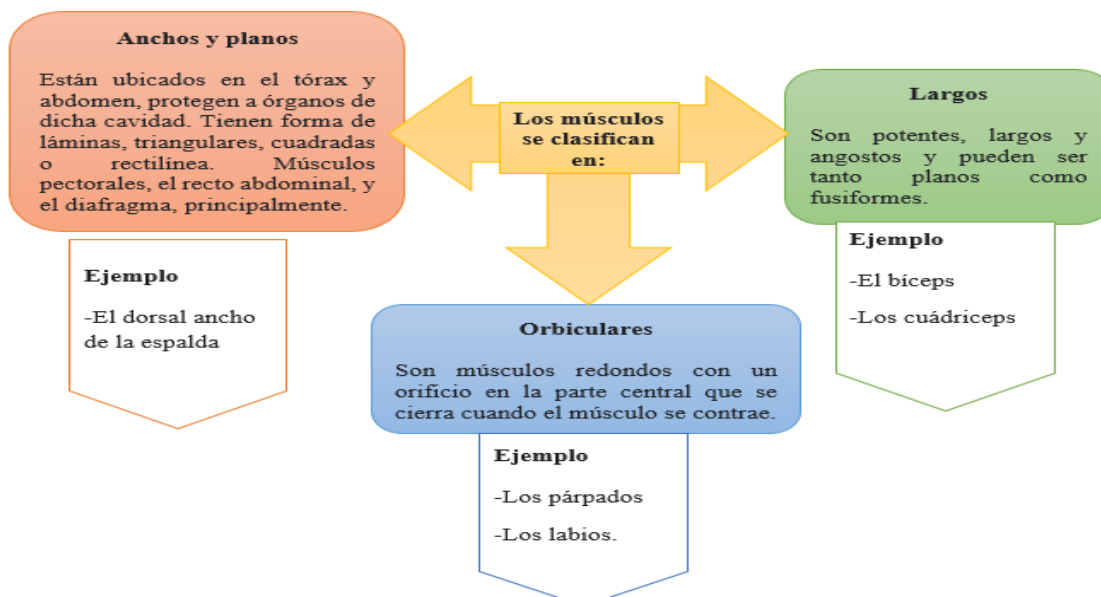 Los músculos
se clasifican
en:
Anchos y planos
Están ubicados en el tórax y
abdomen, protegen a órganos de
dicha cavidad. Tienen forma de
láminas, triangulares, cuadradas
o rectilínea. Músculos
pectorales, el recto abdominal, y
el diafragma, principalmente.
Ejemplo
-El dorsal ancho
de la espalda
Orbiculares
Son músculos redondos con un
orificio en la parte central que se
cierra cuando el músculo se contrae.
Ejemplo
-Los párpados
-Los labios.
Largos
Son potentes, largos y
angostos y pueden ser
tanto planos como
fusiformes.
Ejemplo
-El bíceps
-Los cuádriceps